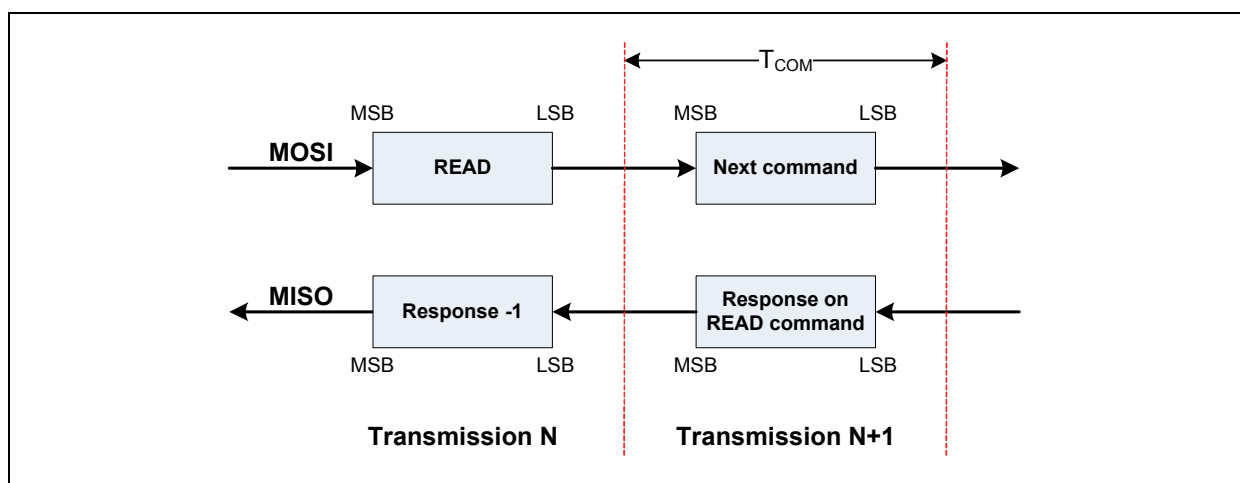 T_COM
MSB LSB MSB LSB
MOSI READ Next command
MISO Response -1 Response on
READ command
MSB LSB MSB LSB
Transmission N Transmission N+1